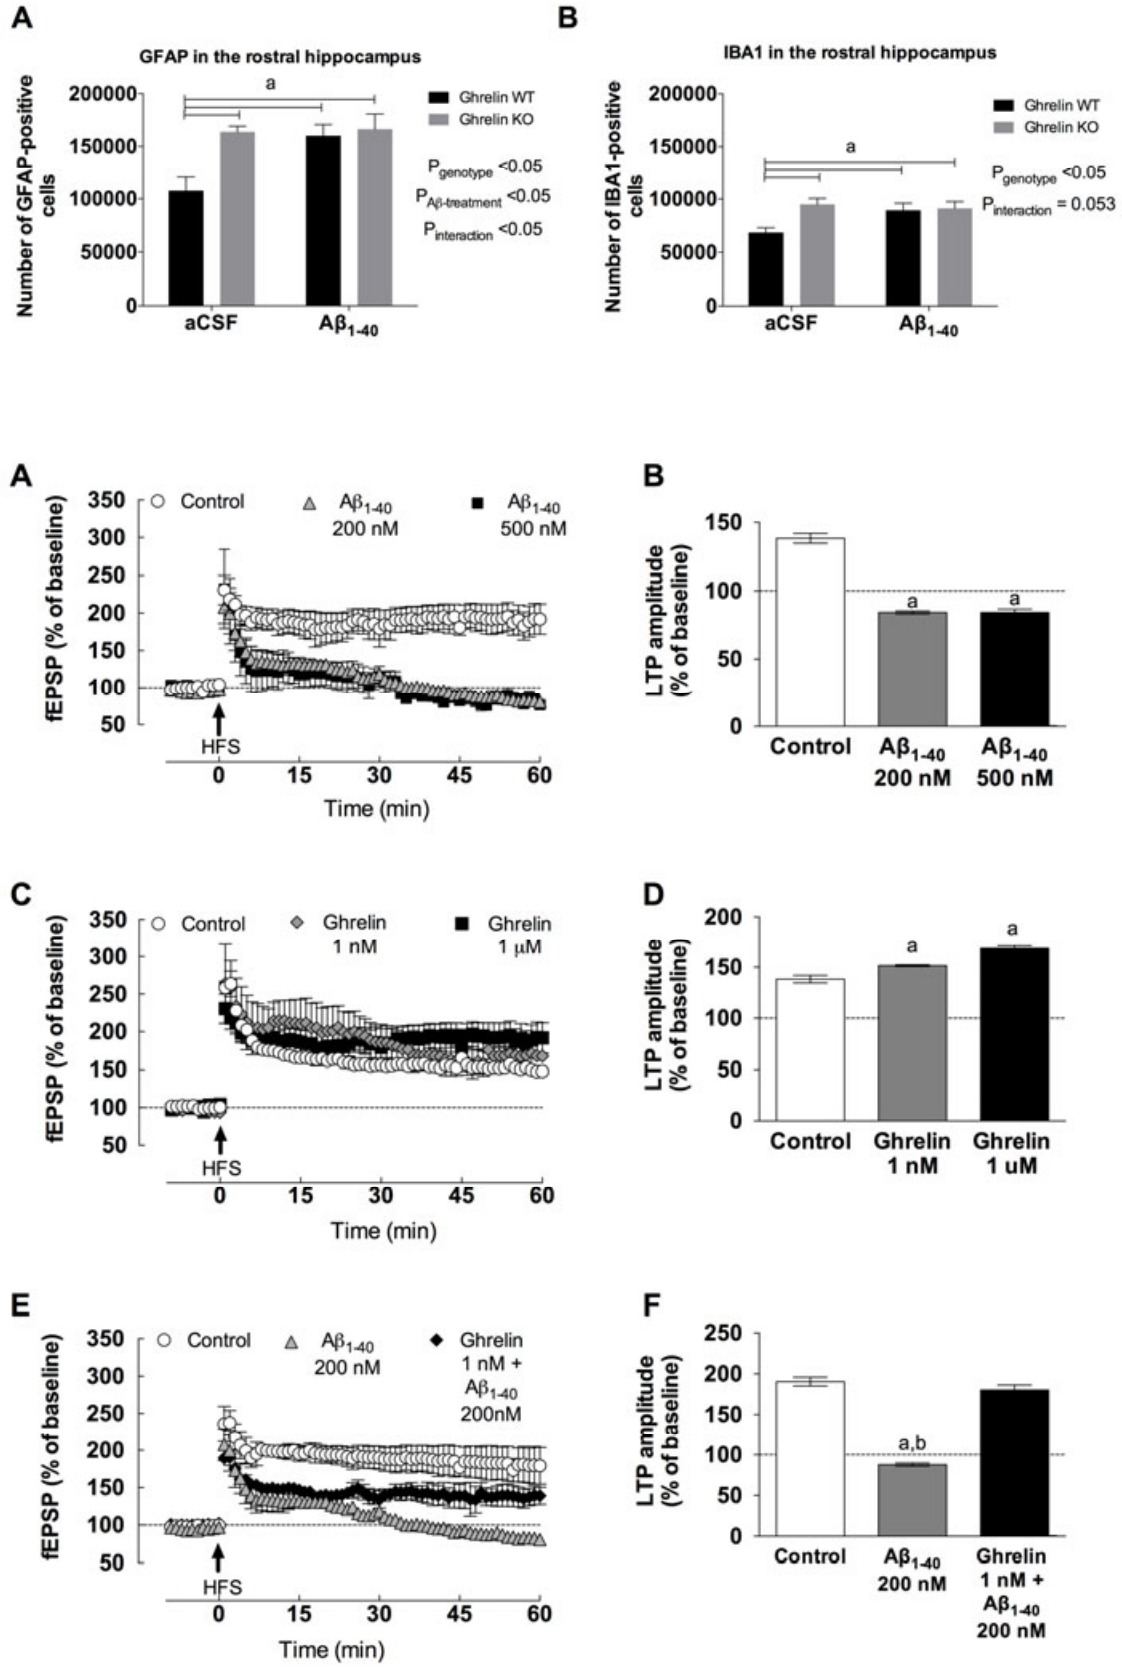 A
GFAP in the rostral hippocampus
Number of GFAP-positive
cells
200000
150000
100000
50000
0
a
aCSF
Aβ1-40
Ghrelin WT
Ghrelin KO
Pgenotype <0.05
PAβ-treatment <0.05
Pinteraction <0.05
B
IBA1 in the rostral hippocampus
Number of IBA1-positive
cells
200000
150000
100000
50000
0
a
aCSF
Aβ1-40
Ghrelin WT
Ghrelin KO
Pgenotype <0.05
Pinteraction = 0.053
A
fEPSP (% of baseline)
350
300
250
200
150
100
50
Control
Aβ1-40
200 nM
Aβ1-40
500 nM
HFS
0 15 30 45 60
Time (min)
B
LTP amplitude
(% of baseline)
150
100
50
0
a
a
Control
Aβ1-40
200 nM
Aβ1-40
500 nM
C
fEPSP (% of baseline)
350
300
250
200
150
100
50
Control
Ghrelin
1 nM
Ghrelin
1 μM
HFS
0 15 30 45 60
Time (min)
D
LTP amplitude
(% of baseline)
200
150
100
50
0
a
a
Control
Ghrelin
1 nM
Ghrelin
1 uM
E
fEPSP (% of baseline)
350
300
250
200
150
100
50
Control
Aβ1-40
200 nM
Ghrelin
1 nM +
Aβ1-40
200nM
HFS
0 15 30 45 60
Time (min)
F
LTP amplitude
(% of baseline)
250
200
150
100
50
0
a,b
Control
Aβ1-40
200 nM
Ghrelin
1 nM +
Aβ1-40
200 nM